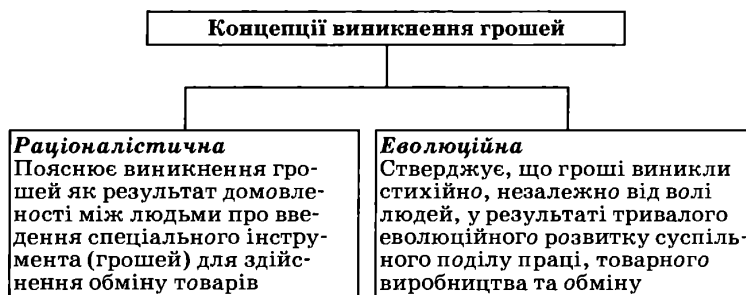 Концепції виникнення грошей
Раціоналістична
Пояснює виникнення гро-
шей як результат домовле-
ності між людьми про вве-
дення спеціального інстру-
мента (грошей) для здійс-
нення обміну товарів
Еволюційна
Стверджує, що гроші виникли
стихійно, незалежно від волі
людей, у результаті тривалого
еволюційного розвитку суспіль-
ного поділу праці, товарного
виробництва та обміну